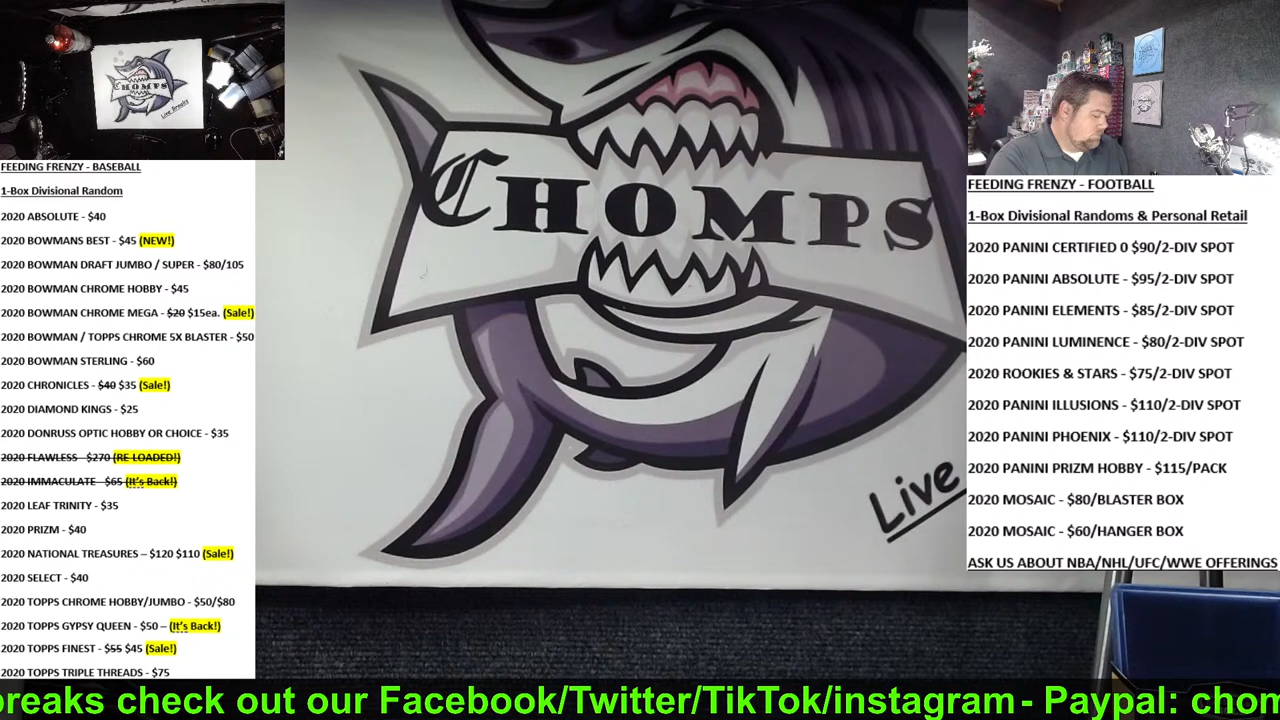 CHOMPS
Live Breaks
FEEDING FRENZY - BASEBALL
1-Box Divisional Random
2020 ABSOLUTE - $40
2020 BOWMANS BEST - $45 (NEW!)
2020 BOWMAN DRAFT JUMBO / SUPER - $80/105
2020 BOWMAN CHROME HOBBY - $45
2020 BOWMAN CHROME MEGA - $20 $15ea. (Sale!)
2020 BOWMAN / TOPPS CHROME 5X BLASTER - $50
2020 BOWMAN STERLING - $60
2020 CHRONICLES - $40 $35 (Sale!)
2020 DIAMOND KINGS - $25
2020 DONRUSS OPTIC HOBBY OR CHOICE - $35
2020 FLAWLESS - $270 (RE LOADED!)
2020 IMMACULATE - $65 (It's Back!)
2020 LEAF TRINITY - $35
2020 PRIZM - $40
2020 NATIONAL TREASURES – $120 $110 (Sale!)
2020 SELECT - $40
2020 TOPPS CHROME HOBBY/JUMBO - $50/$80
2020 TOPPS GYPSY QUEEN - $50 – (It's Back!)
2020 TOPPS FINEST - $55 $45 (Sale!)
2020 TOPPS TRIPLE THREADS - $75
CHOMPS
Live
FEEDING FRENZY - FOOTBALL
1-Box Divisional Randoms & Personal Retail
2020 PANINI CERTIFIED 0 $90/2-DIV SPOT
2020 PANINI ABSOLUTE - $95/2-DIV SPOT
2020 PANINI ELEMENTS - $85/2-DIV SPOT
2020 PANINI LUMINENCE - $80/2-DIV SPOT
2020 ROOKIES & STARS - $75/2-DIV SPOT
2020 PANINI ILLUSIONS - $110/2-DIV SPOT
2020 PANINI PHOENIX - $110/2-DIV SPOT
2020 PANINI PRIZM HOBBY - $115/PACK
2020 MOSAIC - $80/BLASTER BOX
2020 MOSAIC - $60/HANGER BOX
ASK US ABOUT NBA/NHL/UFC/WWE OFFERINGS
breaks check out our Facebook/Twitter/TikTok/instagram - Paypal: chom